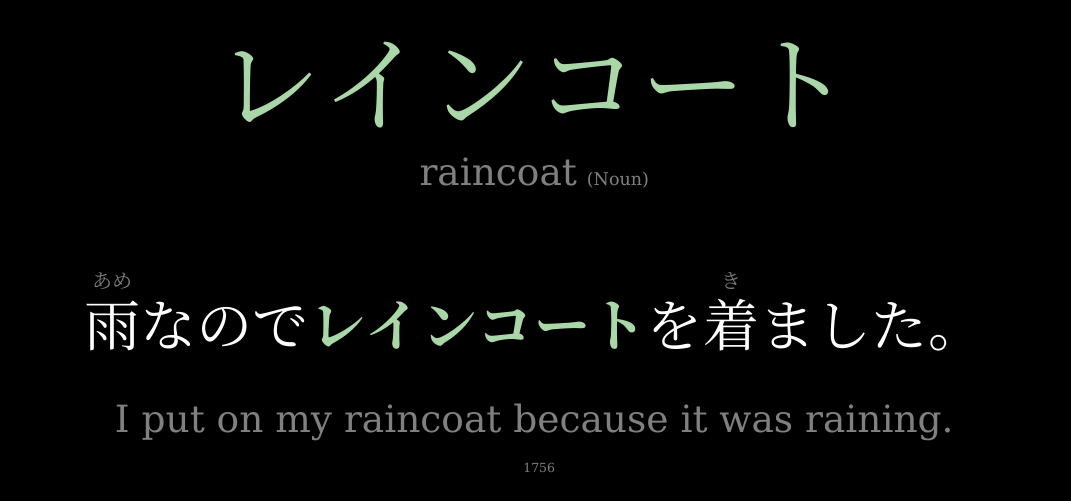 レインコート
raincoat (Noun)
あめ き
雨なのでレインコートを着ました。
I put on my raincoat because it was raining.
1756